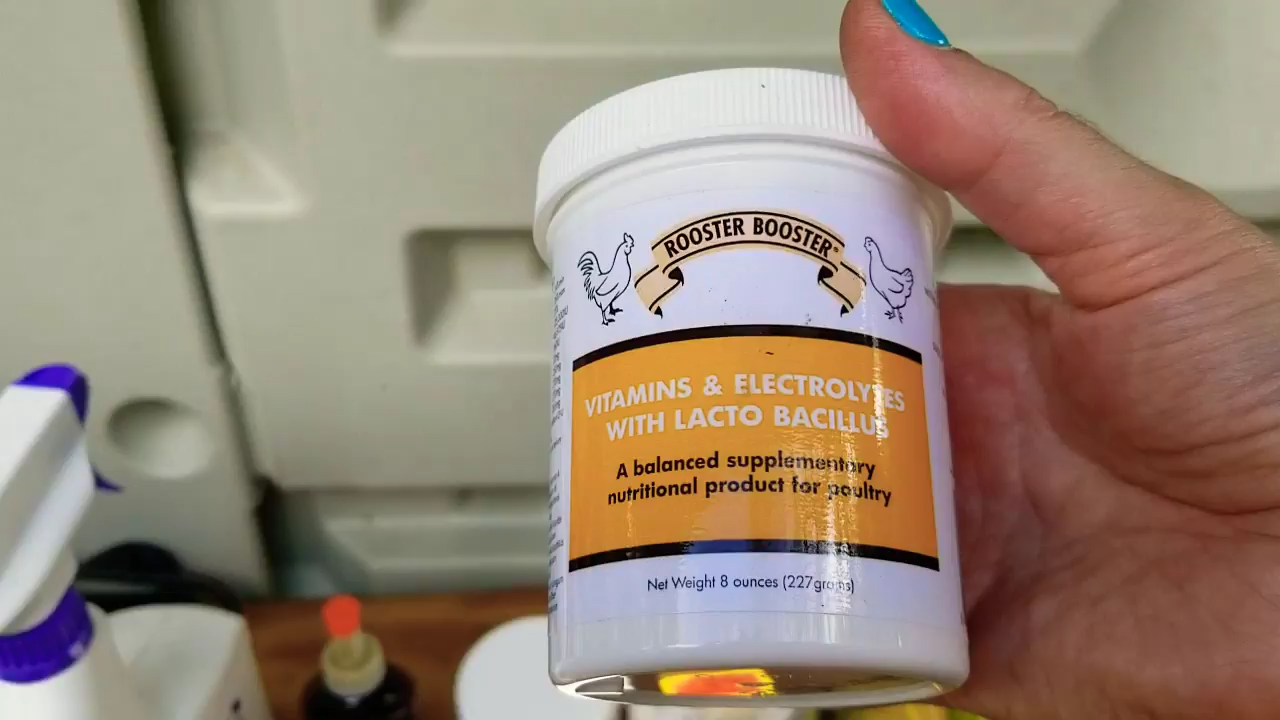 ROOSTER BOOSTER®
VITAMINS & ELECTROLYTES
WITH LACTO BACILLUS
A balanced supplementary
nutritional product for poultry
Net Weight 8 ounces (227grams)